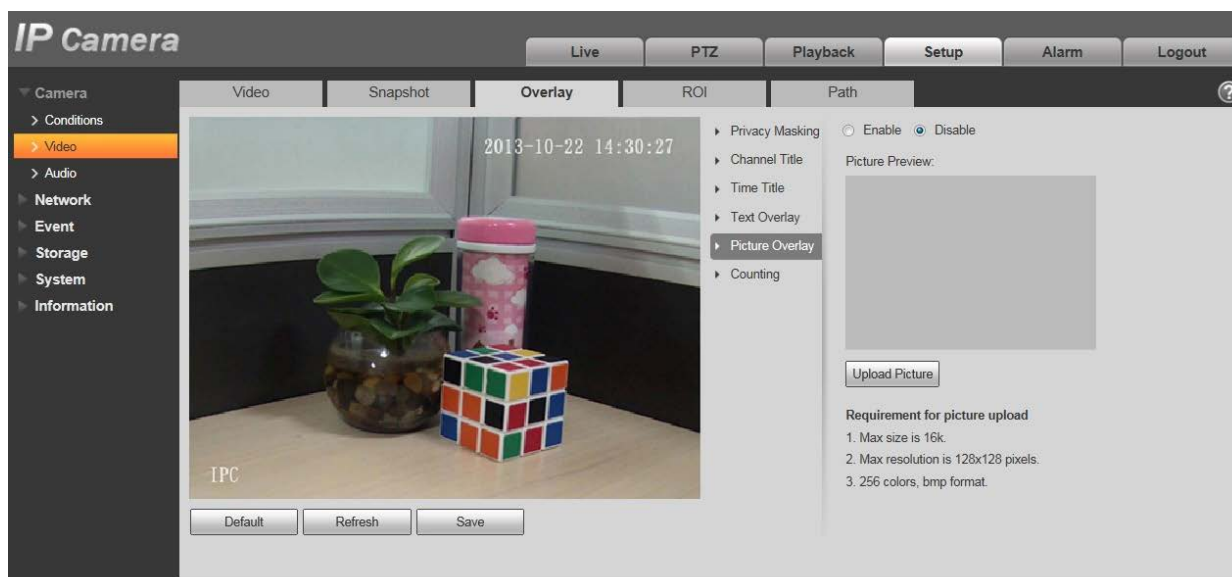 IP Camera
Live
PTZ
Playback
Setup
Alarm
Logout
Camera
Conditions
Video
Audio
Network
Event
Storage
System
Information
Video
Snapshot
Overlay
ROI
Path
?
2013-10-22 14:30:27
IPC
Default
Refresh
Save
Privacy Masking
Channel Title
Time Title
Text Overlay
Picture Overlay
Counting
Enable
Disable
Picture Preview:
Upload Picture
Requirement for picture upload
1. Max size is 16k.
2. Max resolution is 128x128 pixels.
3. 256 colors, bmp format.